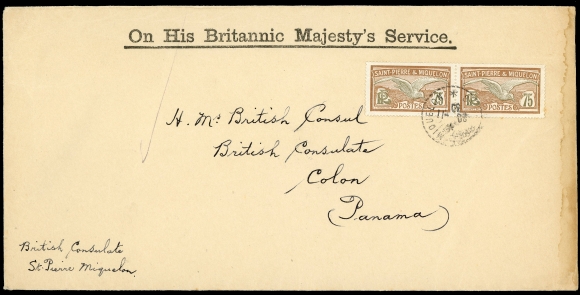 On His Britannic Majesty's Service.
SAINT-PIERRE & MIQUELON SAINT-PIERRE & MIQUELON
75 75
POSTES POSTES
H. M's British Consul
British Consulate
Colon
(Panama)
British Consulate
St. Pierre Miquelon.